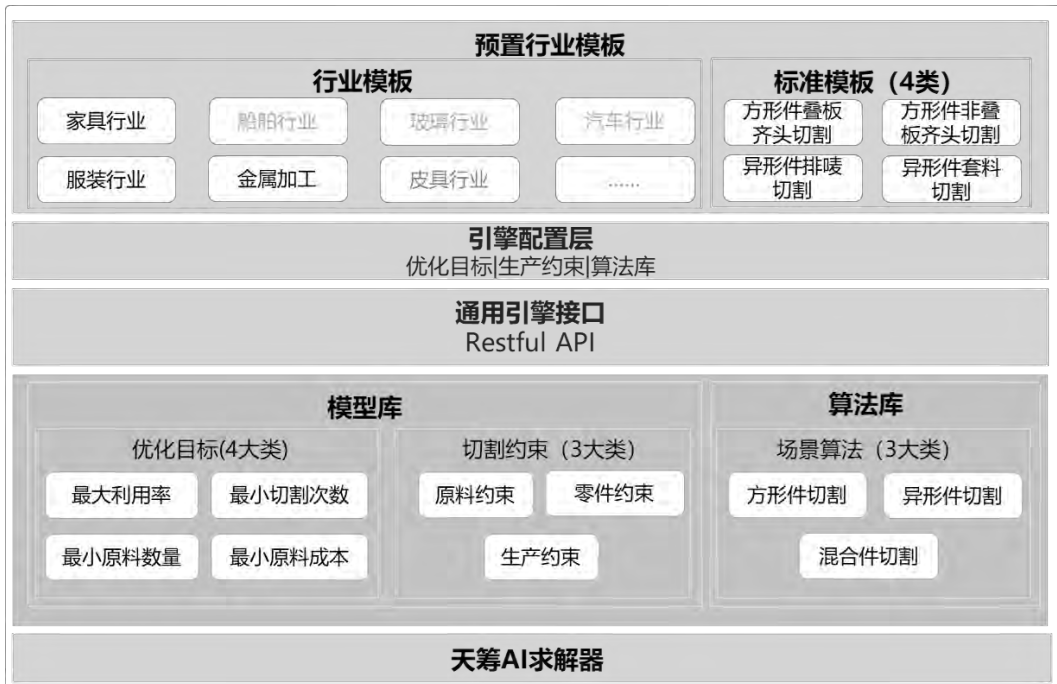 预置行业模板
行业模板
家具行业
船舶行业
玻璃行业
汽车行业
服装行业
金属加工
皮具行业
......
标准模板（4类）
方形件叠板
齐头切割
方形件非叠
板齐头切割
异形件排唛
切割
异形件套料
切割
引擎配置层
优化目标|生产约束|算法库
通用引擎接口
Restful API
模型库
优化目标(4大类)
最大利用率
最小切割次数
最小原料数量
最小原料成本
切割约束（3大类）
原料约束
零件约束
生产约束
算法库
场景算法（3大类）
方形件切割
异形件切割
混合件切割
天筹AI求解器